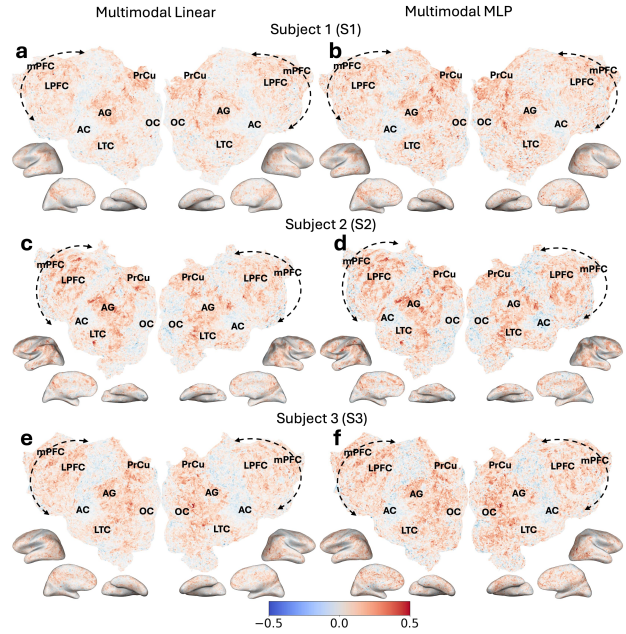 Multimodal Linear
Multimodal MLP
Subject 1 (S1)
a
mPFC
LPFC
PrCu
AG
AC
OC
LTC
PrCu
mPFC
LPFC
OC
AG
AC
LTC
b
mPFC
LPFC
PrCu
AG
AC
OC
LTC
PrCu
mPFC
LPFC
OC
AG
AC
LTC
Subject 2 (S2)
c
mPFC
LPFC
PrCu
AG
AC
OC
LTC
PrCu
LPFC
mPFC
AG
OC
AC
LTC
d
mPFC
LPFC
PrCu
AG
AC
OC
LTC
PrCu
LPFC
mPFC
AG
OC
AC
LTC
Subject 3 (S3)
e
mPFC
LPFC
PrCu
AG
AC
OC
LTC
PrCu
LPFC
mPFC
AG
OC
AC
LTC
f
mPFC
LPFC
PrCu
AG
AC
OC
LTC
PrCu
LPFC
mPFC
AG
OC
AC
LTC
−0.5
0.0
0.5